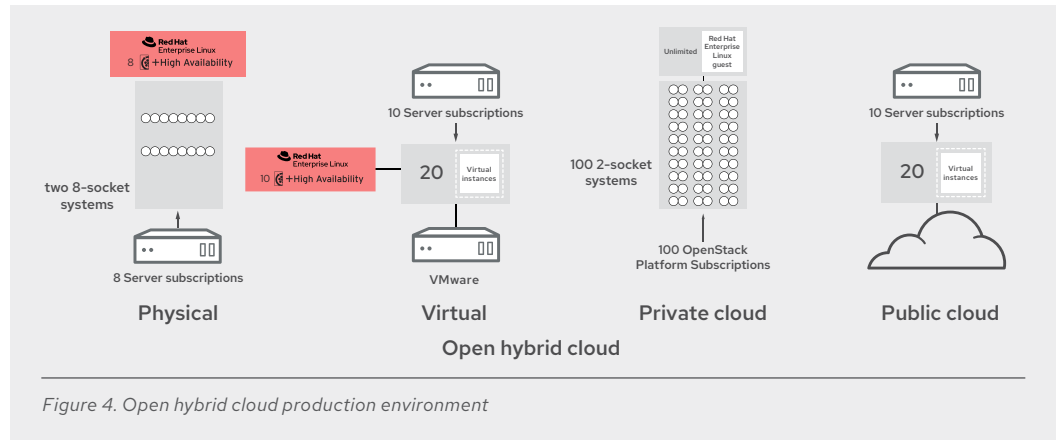 Red Hat
Enterprise Linux
8 +High Availability
two 8-socket
systems
8 Server subscriptions
Physical
10 Server subscriptions
Red Hat
Enterprise Linux
10 +High Availability
20
Virtual
instances
VMware
Virtual
Unlimited
Red Hat
Enterprise
Linux
guest
100 2-socket
systems
100 OpenStack
Platform Subscriptions
Private cloud
10 Server subscriptions
20
Virtual
instances
Public cloud
Open hybrid cloud
Figure 4. Open hybrid cloud production environment